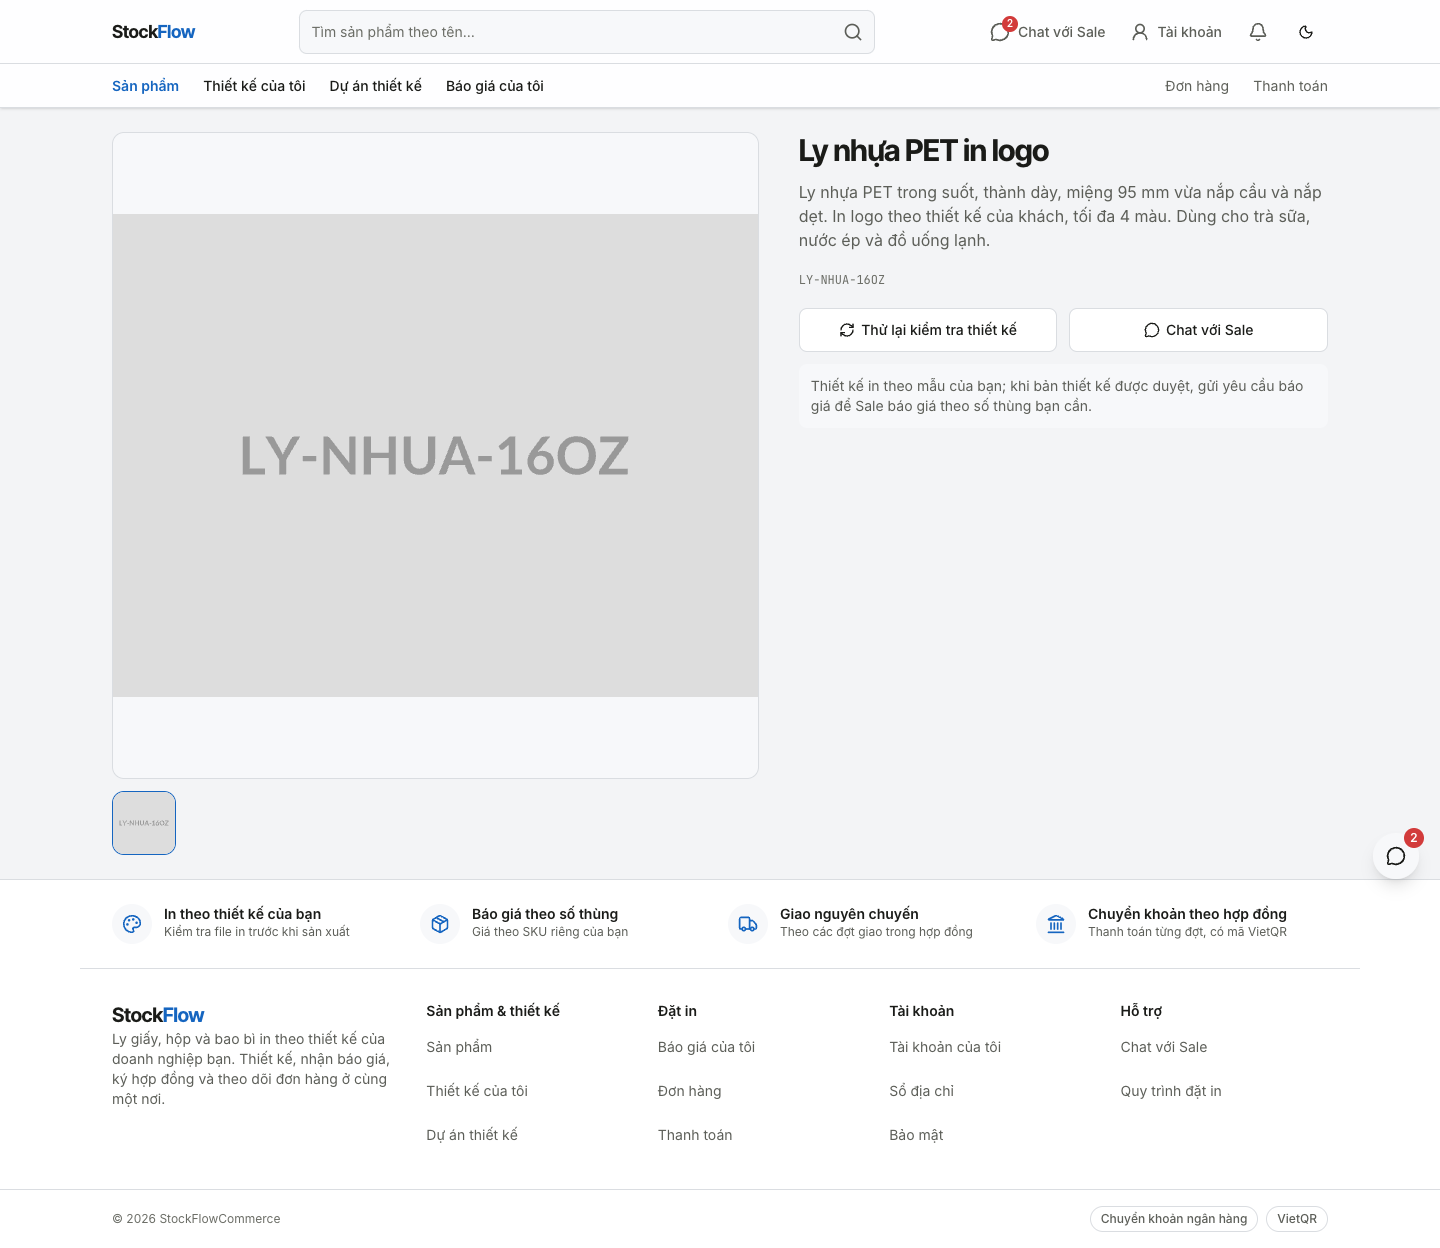 StockFlow
Tìm sản phẩm theo tên...
2
Chat với Sale
Tài khoản
Sản phẩm
Thiết kế của tôi
Dự án thiết kế
Báo giá của tôi
Đơn hàng
Thanh toán
LY-NHUA-16OZ
LY-NHUA-16OZ
Ly nhựa PET in logo
Ly nhựa PET trong suốt, thành dày, miệng 95 mm vừa nắp cầu và nắp
dẹt. In logo theo thiết kế của khách, tối đa 4 màu. Dùng cho trà sữa,
nước ép và đồ uống lạnh.
LY-NHUA-16OZ
Thử lại kiểm tra thiết kế
Chat với Sale
Thiết kế in theo mẫu của bạn; khi bản thiết kế được duyệt, gửi yêu cầu báo
giá để Sale báo giá theo số thùng bạn cần.
2
In theo thiết kế của bạn
Kiểm tra file in trước khi sản xuất
Báo giá theo số thùng
Giá theo SKU riêng của bạn
Giao nguyên chuyến
Theo các đợt giao trong hợp đồng
Chuyển khoản theo hợp đồng
Thanh toán từng đợt, có mã VietQR
StockFlow
Ly giấy, hộp và bao bì in theo thiết kế của
doanh nghiệp bạn. Thiết kế, nhận báo giá,
ký hợp đồng và theo dõi đơn hàng ở cùng
một nơi.
Sản phẩm & thiết kế
Sản phẩm
Thiết kế của tôi
Dự án thiết kế
Đặt in
Báo giá của tôi
Đơn hàng
Thanh toán
Tài khoản
Tài khoản của tôi
Sổ địa chỉ
Bảo mật
Hỗ trợ
Chat với Sale
Quy trình đặt in
© 2026 StockFlowCommerce
Chuyển khoản ngân hàng
VietQR